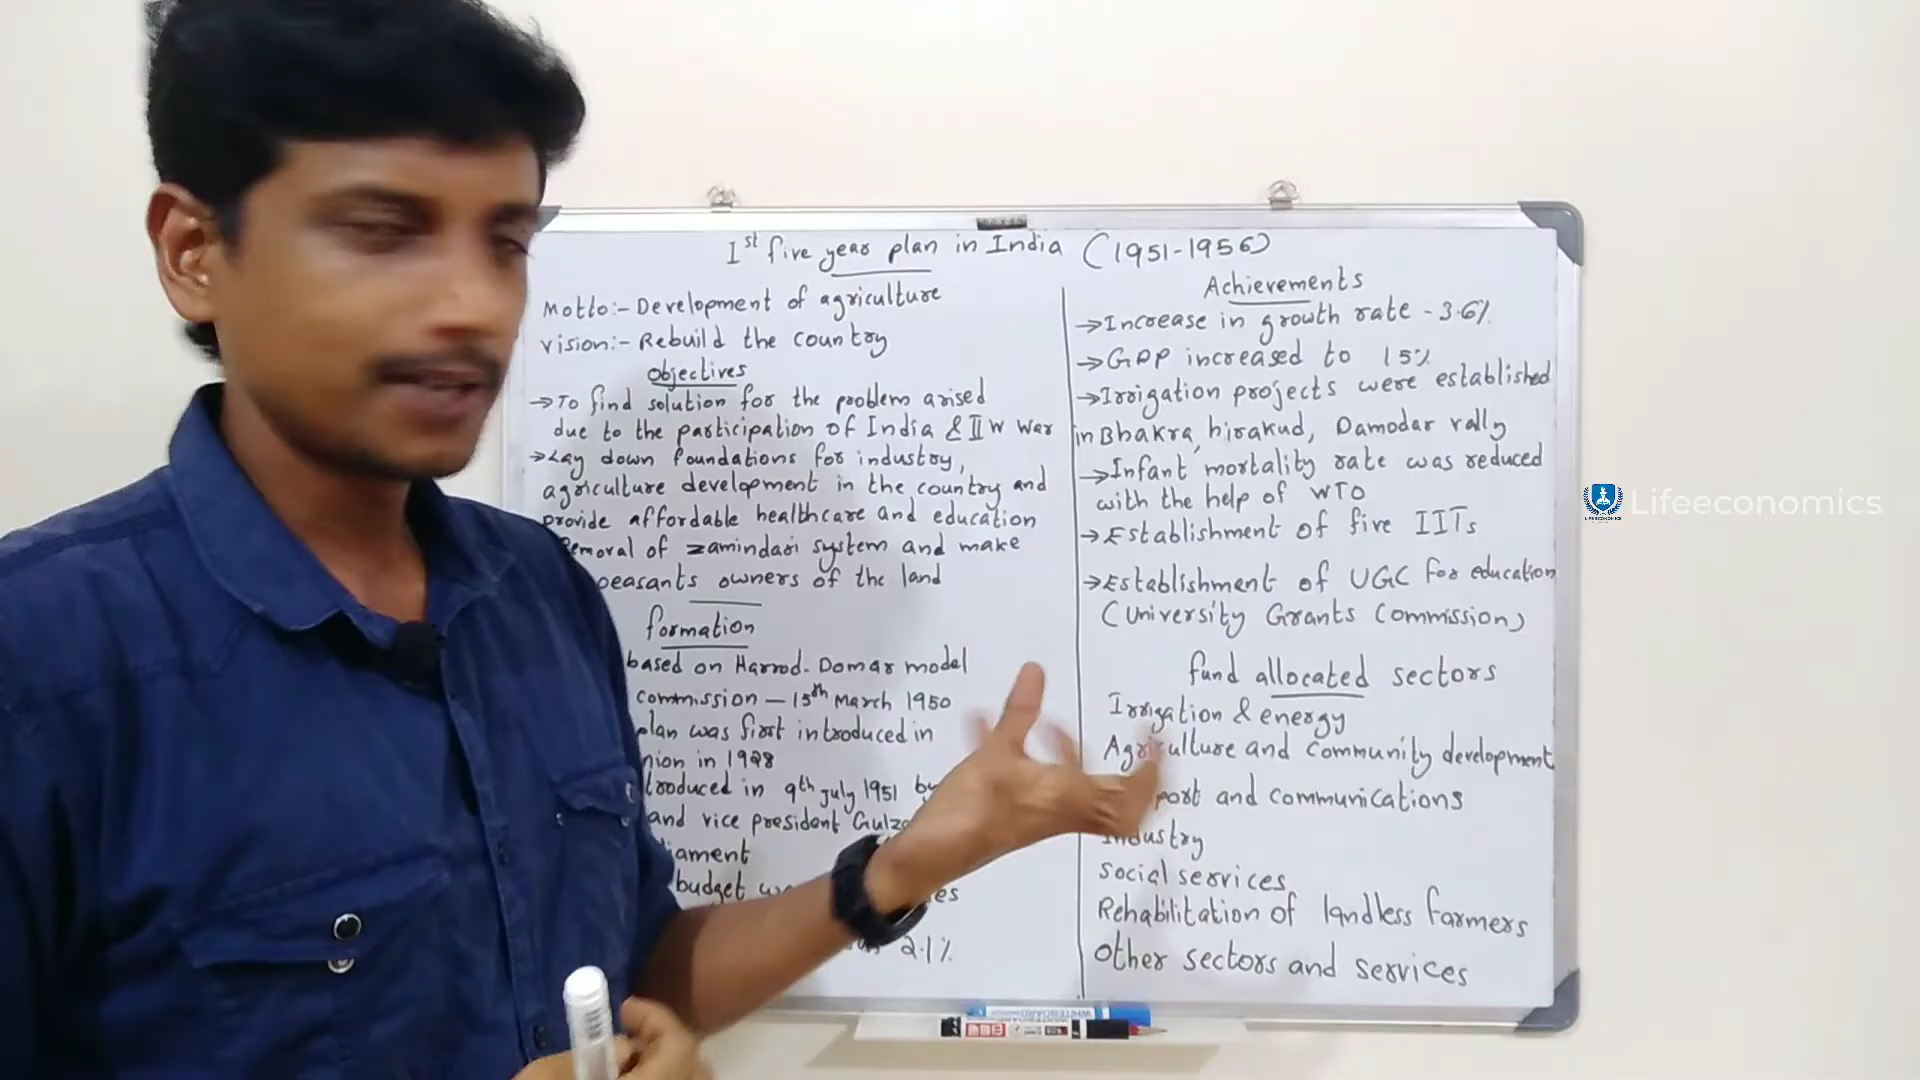 Ist five year plan in India (1951-1956)
Motto:- Development of agriculture
Vision:- Rebuild the country
Objectives
→To find solution for the problem arised
due to the participation of India & II W War
→Lay down foundations for industry,
agriculture development in the country and
provide affordable healthcare and education
Removal of zamindari system and make
peasants owners of the land
formation
based on Harrod-Domar model
commission - 15th March 1950
plan was first introduced in
in 1928
in 9th july 1951 by
and vice president
budget
2.1%
Achievements
→Increase in growth rate - 3.6%
→GDP increased to 15%
→Irrigation projects were established
in Bhakra, hirakud, Damodar vally
→Infant mortality rate was reduced
with the help of WTO
→Establishment of five IITs
→Establishment of UGC for education
(University Grants Commission)
fund allocated sectors
Irrigation & energy
Agriculture and community development
and communications
Industry
Social services
Rehabilitation of landless farmers
Other sectors and services
Lifeeconomics